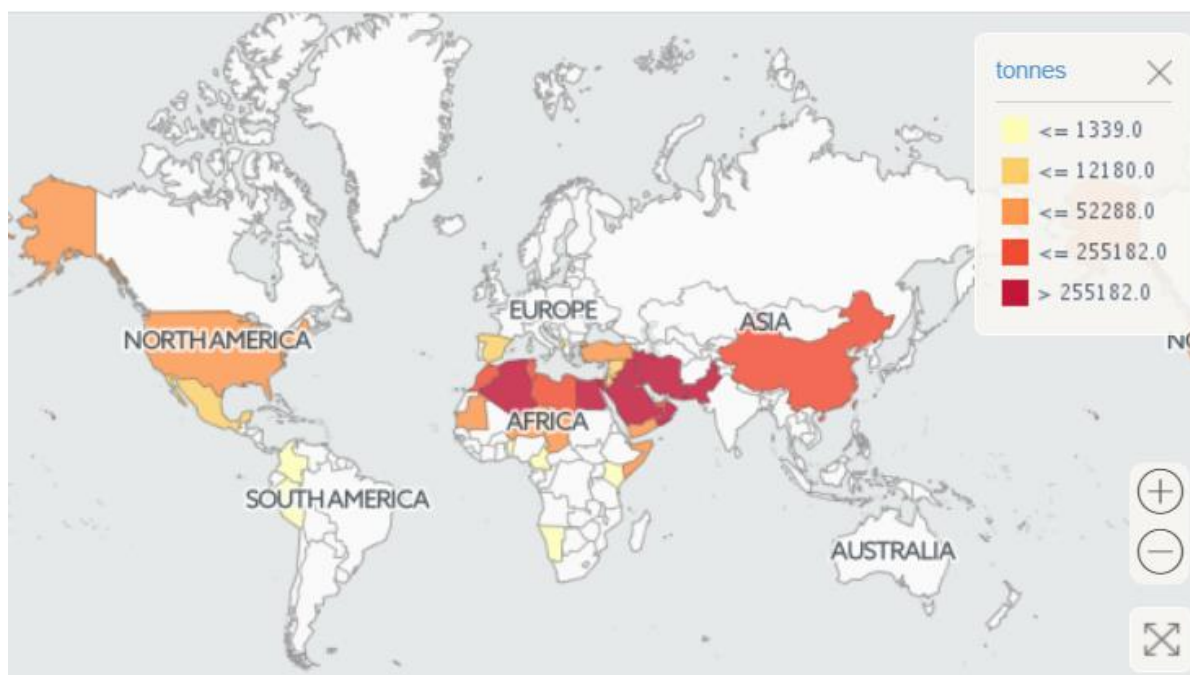 tonnes
<= 1339.0
<= 12180.0
<= 52288.0
<= 255182.0
> 255182.0
EUROPE
NORTH AMERICA
ASIA
NO
AFRICA
SOUTH AMERICA
AUSTRALIA